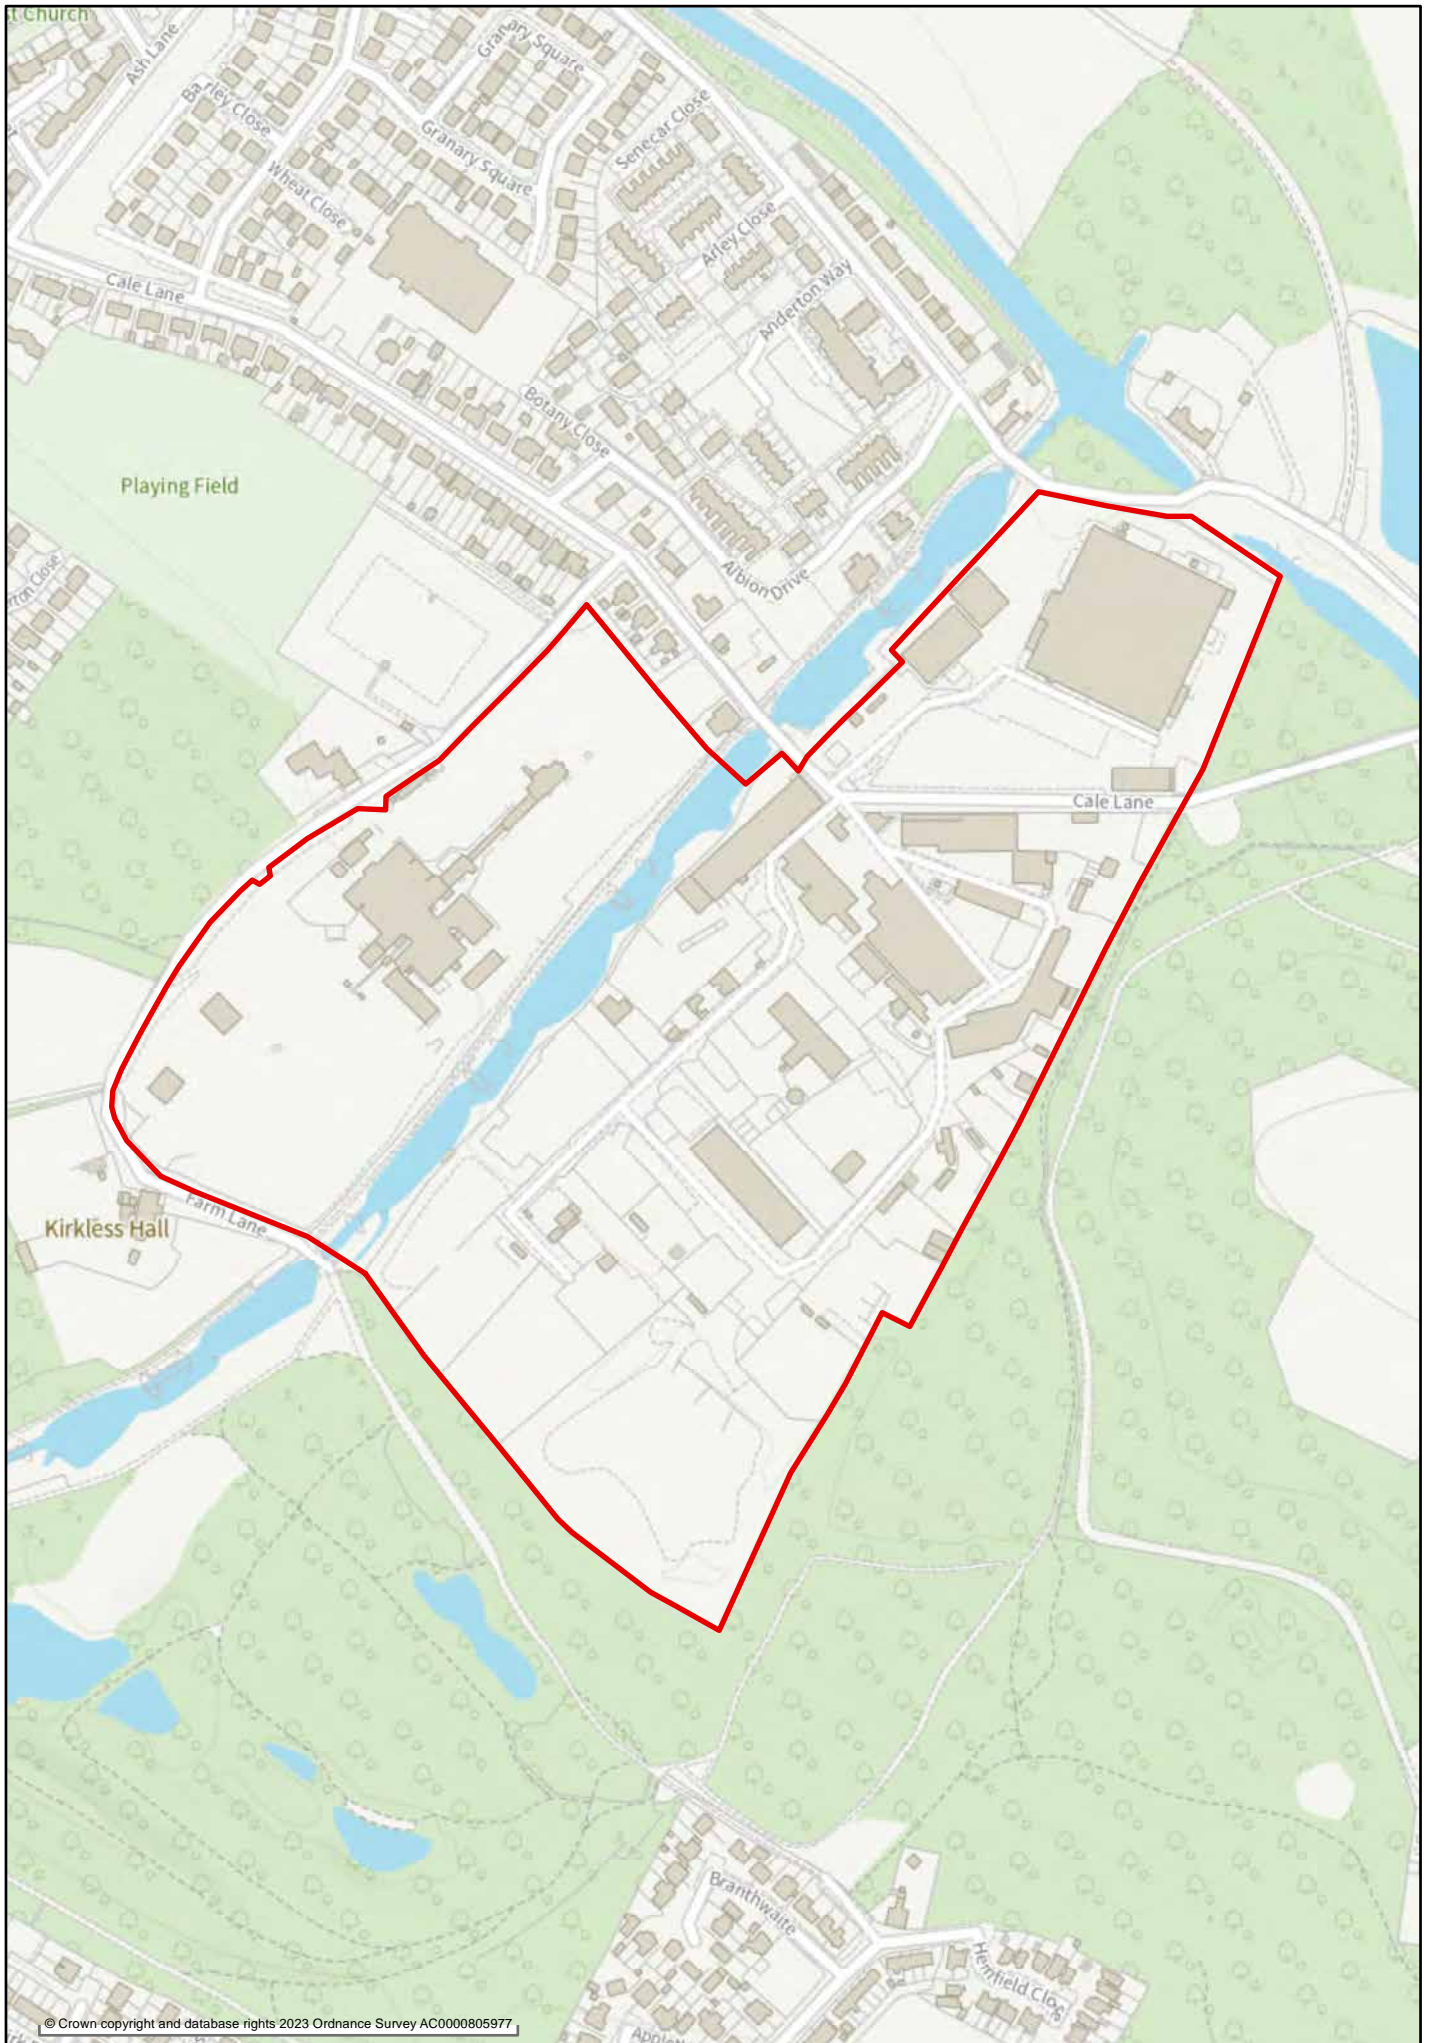 st Church
Ash Lane
Granary Square
Barley Close
Granary Square
Senecar Close
Wheat Close
Arley Close
Cale Lane
Anderton Way
Botany Close
Playing Field
Albion Drive
Cale Lane
Kirkless Hall
Farm Lane
Branthwaite
Hemfield Clos
© Crown copyright and database rights 2023 Ordnance Survey AC0000805977